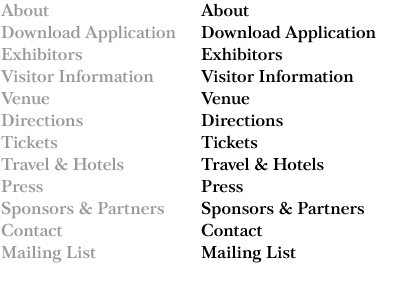 About
Download Application
Exhibitors
Visitor Information
Venue
Directions
Tickets
Travel & Hotels
Press
Sponsors & Partners
Contact
Mailing List
About
Download Application
Exhibitors
Visitor Information
Venue
Directions
Tickets
Travel & Hotels
Press
Sponsors & Partners
Contact
Mailing List